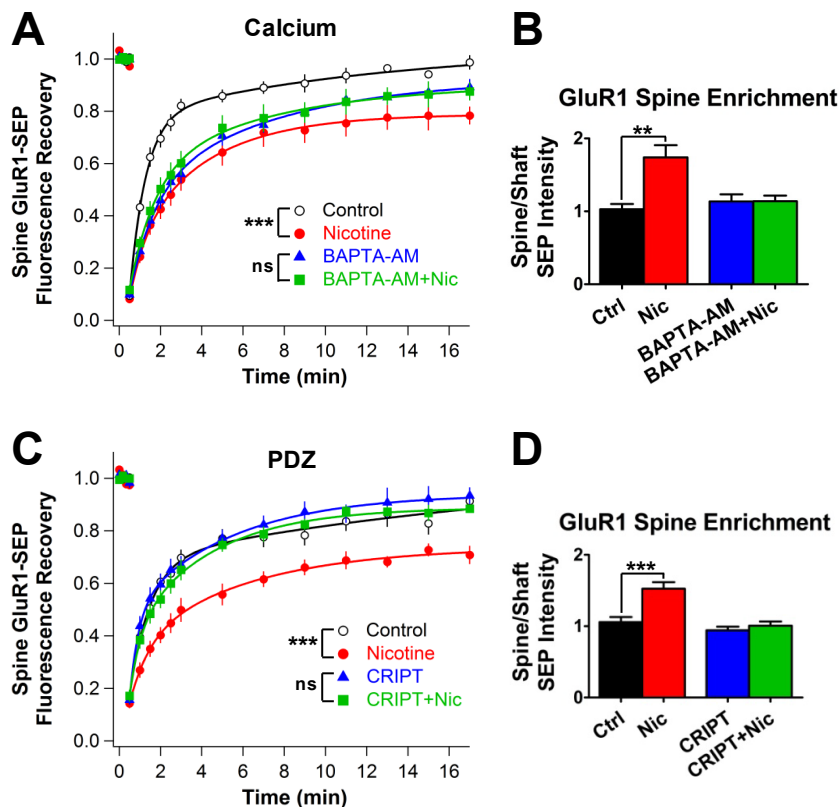 A
Calcium
Spine GluR1-SEP
Fluorescence Recovery
1.0
0.8
0.6
0.4
0.2
0.0
0 2 4 6 8 10 12 14 16
Time (min)
*** Control
Nicotine
ns BAPTA-AM
BAPTA-AM+Nic
B
GluR1 Spine Enrichment
Spine/Shaft
SEP Intensity
2
1
0
**
Ctrl
Nic
BAPTA-AM
BAPTA-AM+Nic
C
PDZ
Spine GluR1-SEP
Fluorescence Recovery
1.0
0.8
0.6
0.4
0.2
0.0
0 2 4 6 8 10 12 14 16
Time (min)
*** Control
Nicotine
ns CRIPT
CRIPT+Nic
D
GluR1 Spine Enrichment
Spine/Shaft
SEP Intensity
2
1
0
***
Ctrl
Nic
CRIPT
CRIPT+Nic